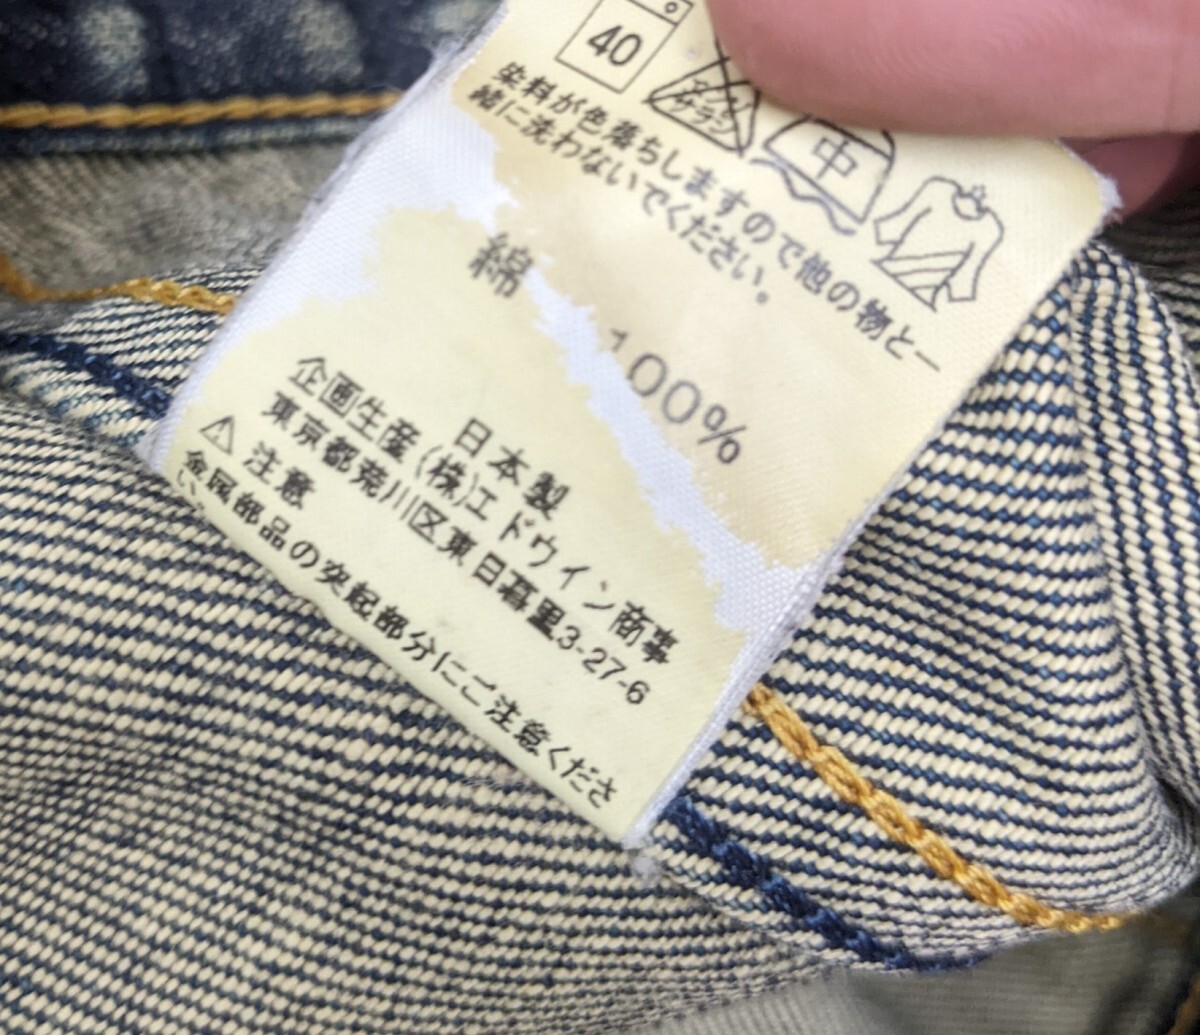 40
中
染料が色落ちしますので他の物と一
緒に洗わないでください。
綿 100%
日本製
企画生産(株)エドウイン商事
東京都荒川区東日暮里3-27-6
⚠ 注意
金属部品の突起部分にご注意くださ
い